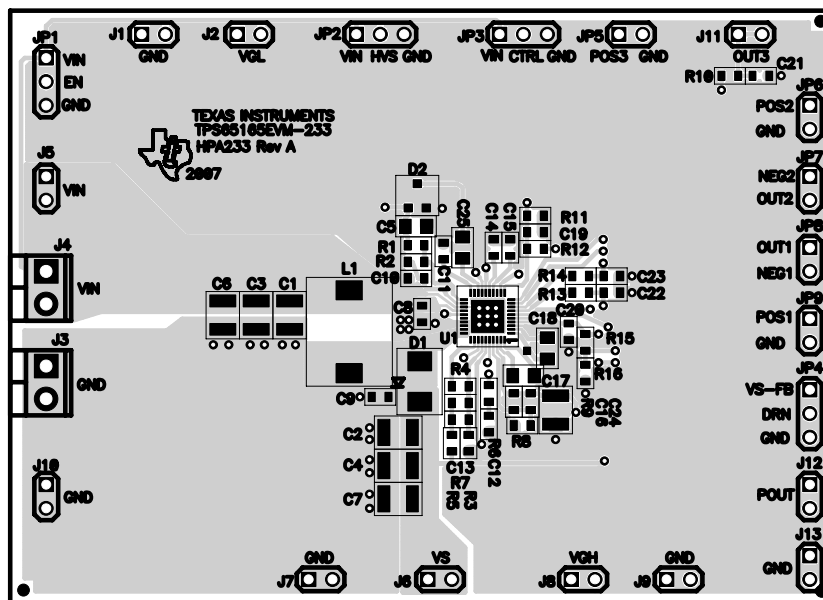 JP1
VIN
EN
GND
J1
GND
J2
VGL
JP2
VIN HVS GND
JP3
VIN CTRL GND
JP5
POS3 GND
J11
OUT3
R10
C21
JP6
POS2
GND
TEXAS INSTRUMENTS
TPS65165EVM-233
HPA233 Rev A
2007
J5
VIN
JP7
NEG2
OUT2
D2
C5
R1
R2
C10
C11
C25
C14
C15
R11
C19
R12
JP8
OUT1
NEG1
J4
VIN
L1
C6
C3
C1
C8
U1
R14
R13
C23
C22
C18
C20
R15
R16
JP9
POS1
GND
J3
GND
D1
C9
R4
C17
R9
C16
C24
JP4
VS-FB
DRN
GND
C2
C4
C7
R8
C13
R7
R5
R3
R6
C12
J10
GND
J12
POUT
J13
GND
GND
J7
VS
J6
VGH
J8
GND
J9